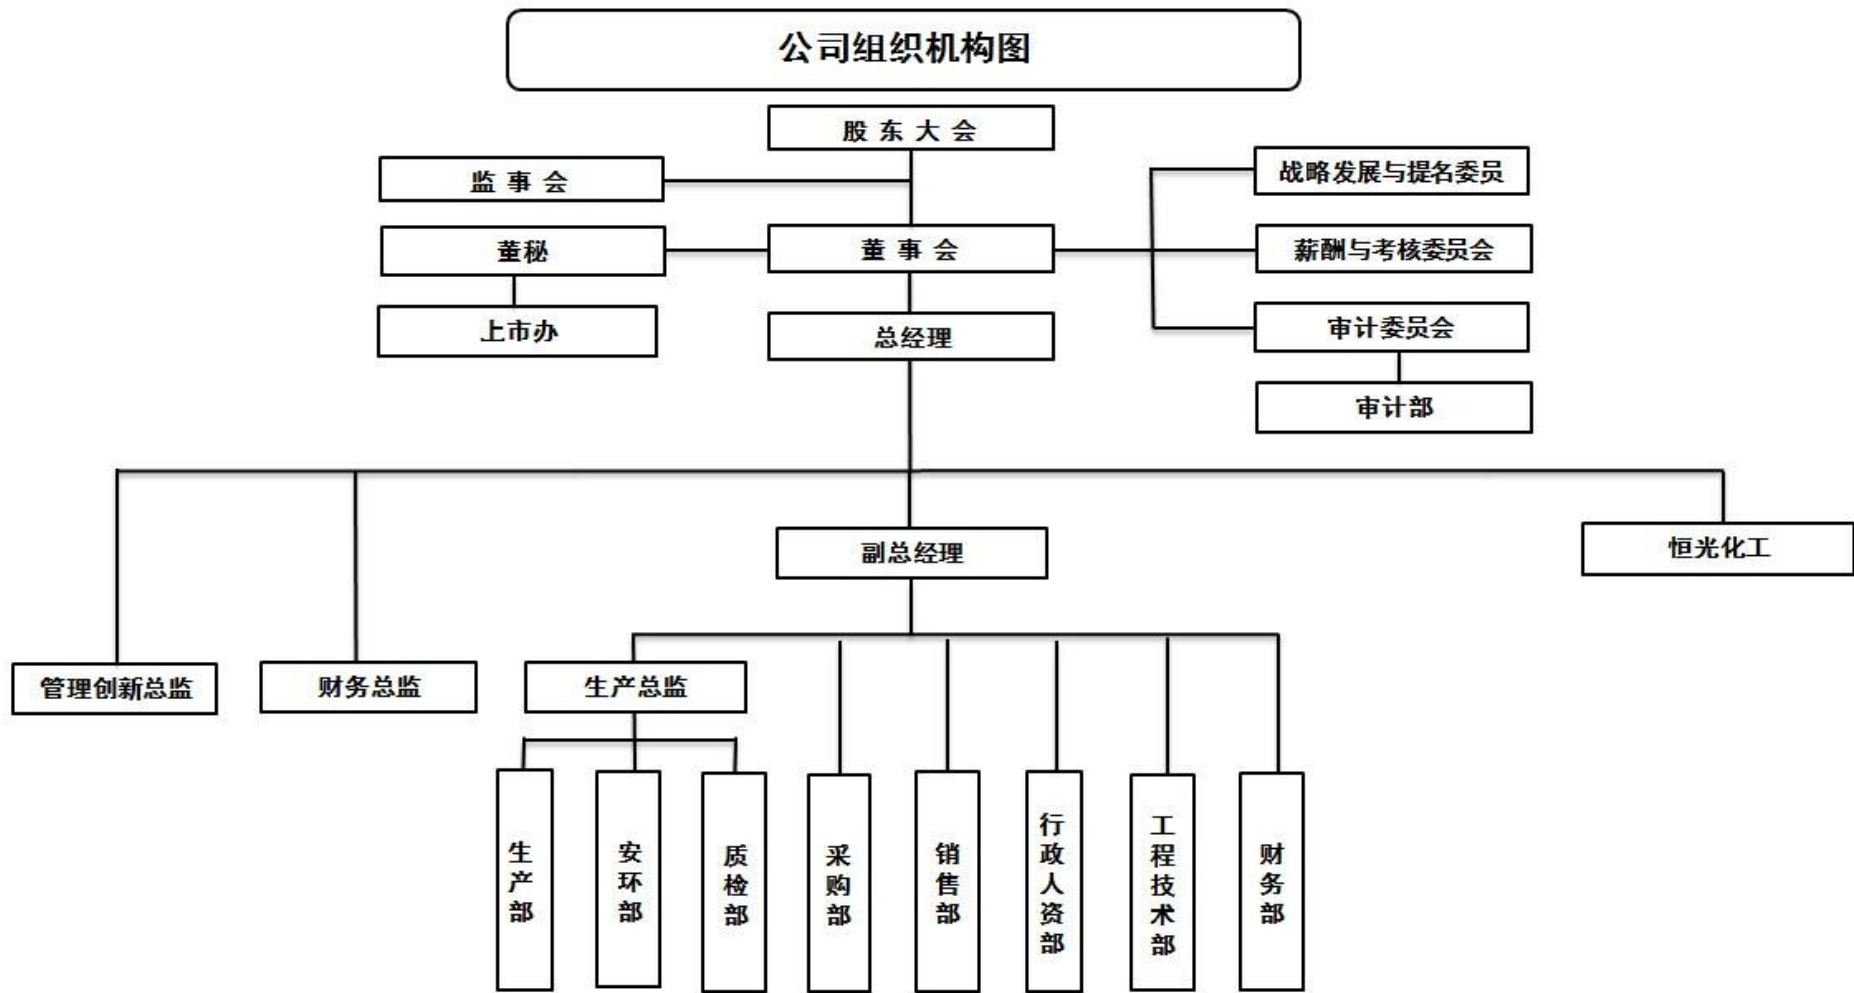 公司组织机构图
股东大会
监事会
战略发展与提名委员
董秘
董事会
薪酬与考核委员会
上市办
总经理
审计委员会
审计部
副总经理
恒光化工
管理创新总监
财务总监
生产总监
生产部
安环部
质检部
采购部
销售部
行政人资部
工程技术部
财务部